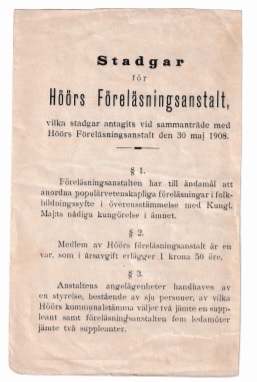 Stadgar
för
Höörs Föreläsningsanstalt,
vilka stadgar antagits vid sammanträde med
Höörs Föreläsningsanstalt den 30 maj 1908.
§ 1.
Föreläsningsanstalten har till ändamål att
anordna populärvetenskapliga föreläsningar i folk-
bildningssyfte i överensstämmelse med Kungl.
Maj:ts nådiga kungörelse i ämnet.
§ 2.
Medlem av Höörs föreläsningsanstalt är en
var, som i årsavgift erlägger 1 krona 50 öre.
§ 3.
Anstaltens angelägenheter handhaves av
en styrelse, bestående av sju personer, av vilka
Höörs kommunalstämma väljer två jämte en supp-
leant samt föreläsningsanstalten fem ledamöter
jämte två suppleanter.